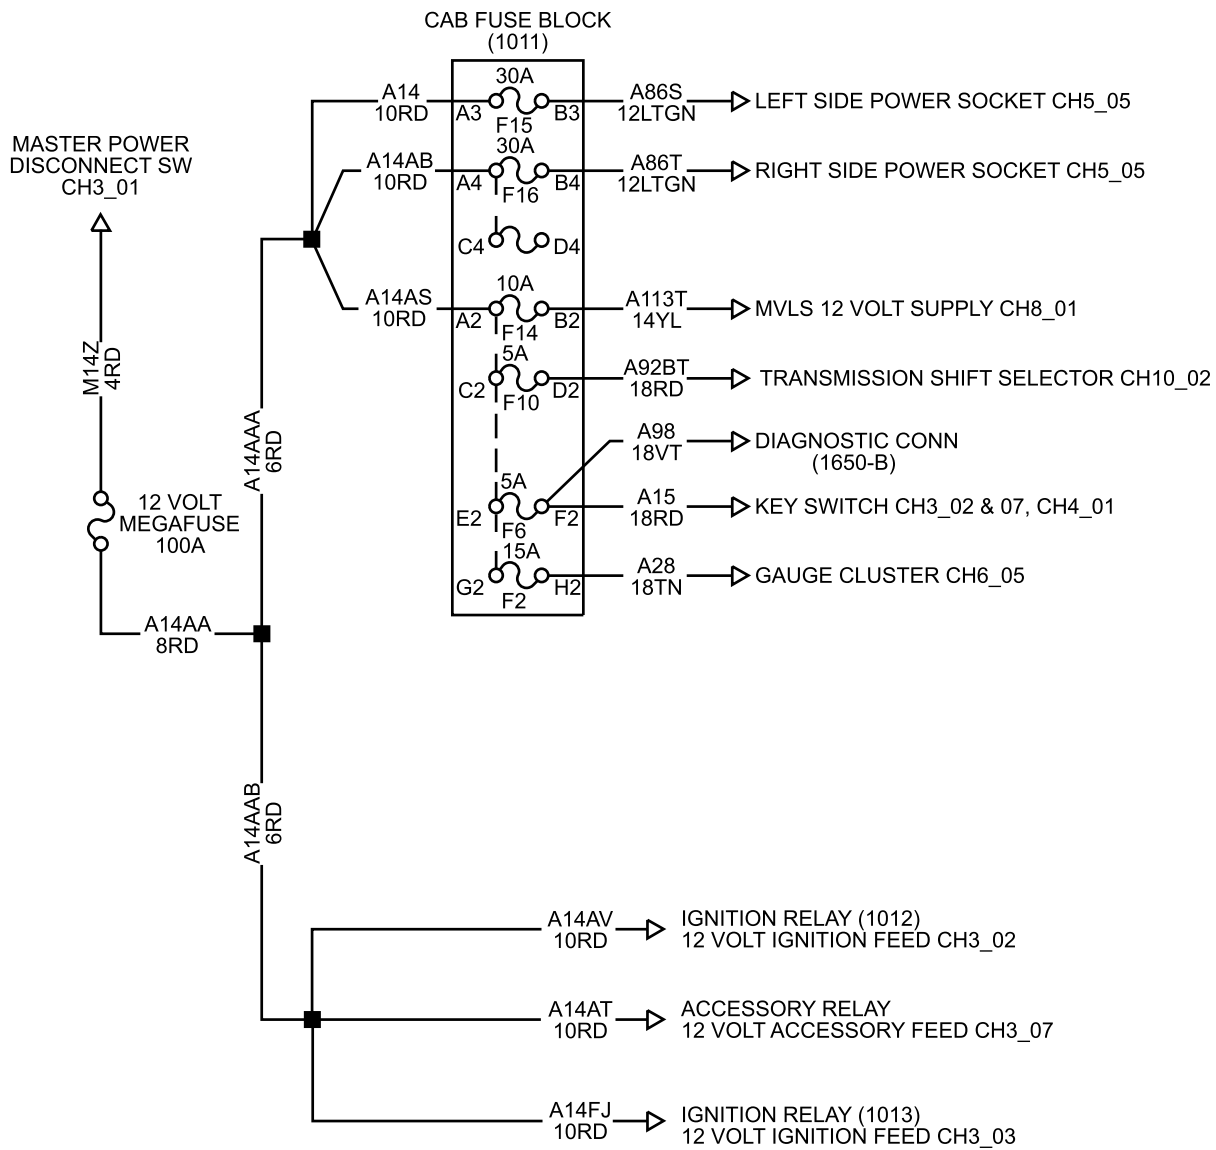 CAB FUSE BLOCK
(1011)
MASTER POWER
DISCONNECT SW
CH3_01
M14Z
4RD
12 VOLT
MEGAFUSE
100A
A14AA
8RD
A14AAA
6RD
A14AAB
6RD
A14
10RD
A3
30A
F15
B3
A86S
12LTGN
LEFT SIDE POWER SOCKET CH5_05
A14AB
10RD
A4
30A
F16
B4
A86T
12LTGN
RIGHT SIDE POWER SOCKET CH5_05
C4
D4
A14AS
10RD
A2
10A
F14
B2
A113T
14YL
MVLS 12 VOLT SUPPLY CH8_01
C2
5A
F10
D2
A92BT
18RD
TRANSMISSION SHIFT SELECTOR CH10_02
A98
18VT
DIAGNOSTIC CONN
(1650-B)
E2
5A
F6
F2
A15
18RD
KEY SWITCH CH3_02 & 07, CH4_01
G2
15A
F2
H2
A28
18TN
GAUGE CLUSTER CH6_05
A14AV
10RD
IGNITION RELAY (1012)
12 VOLT IGNITION FEED CH3_02
A14AT
10RD
ACCESSORY RELAY
12 VOLT ACCESSORY FEED CH3_07
A14FJ
10RD
IGNITION RELAY (1013)
12 VOLT IGNITION FEED CH3_03